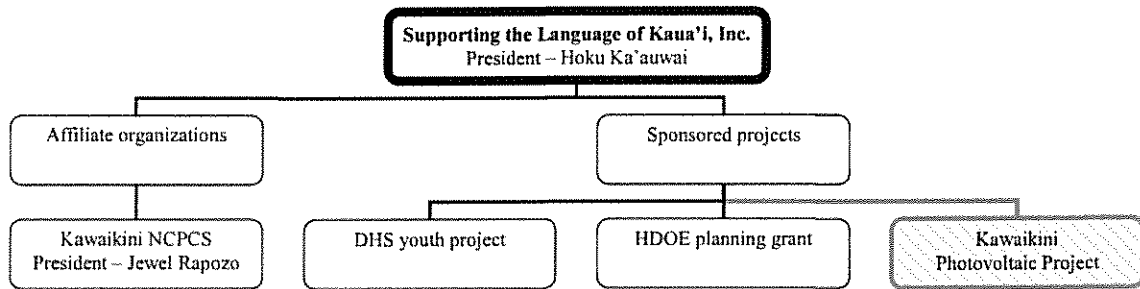 Supporting the Language of Kaua'i, Inc.
President – Hoku Ka'auwai
Affiliate organizations
Sponsored projects
Kawaikini NCPCS
President – Jewel Rapozo
DHS youth project
HDOE planning grant
Kawaikini
Photovoltaic Project